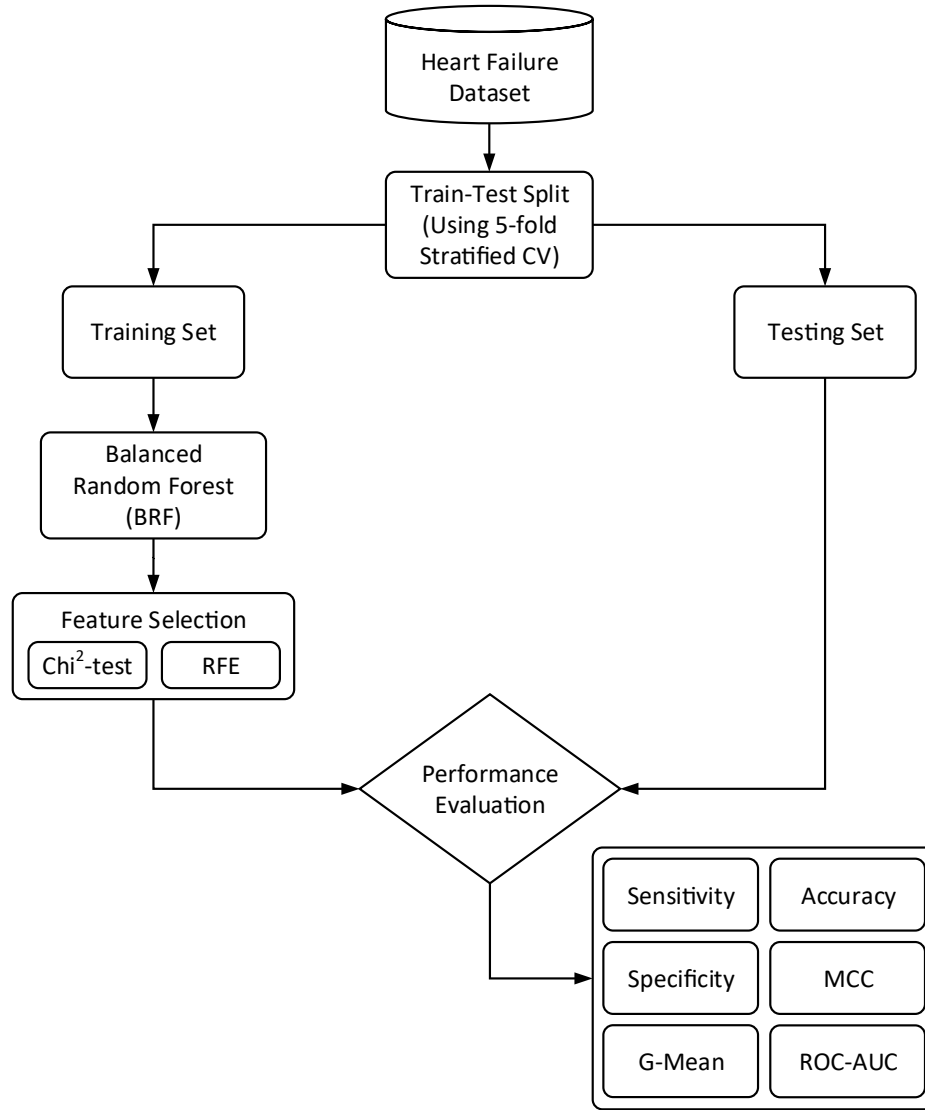 Heart Failure
Dataset
Train-Test Split
(Using 5-fold
Stratified CV)
Training Set
Testing Set
Balanced
Random Forest
(BRF)
Feature Selection
Chi²-test
RFE
Performance
Evaluation
Sensitivity
Accuracy
Specificity
MCC
G-Mean
ROC-AUC